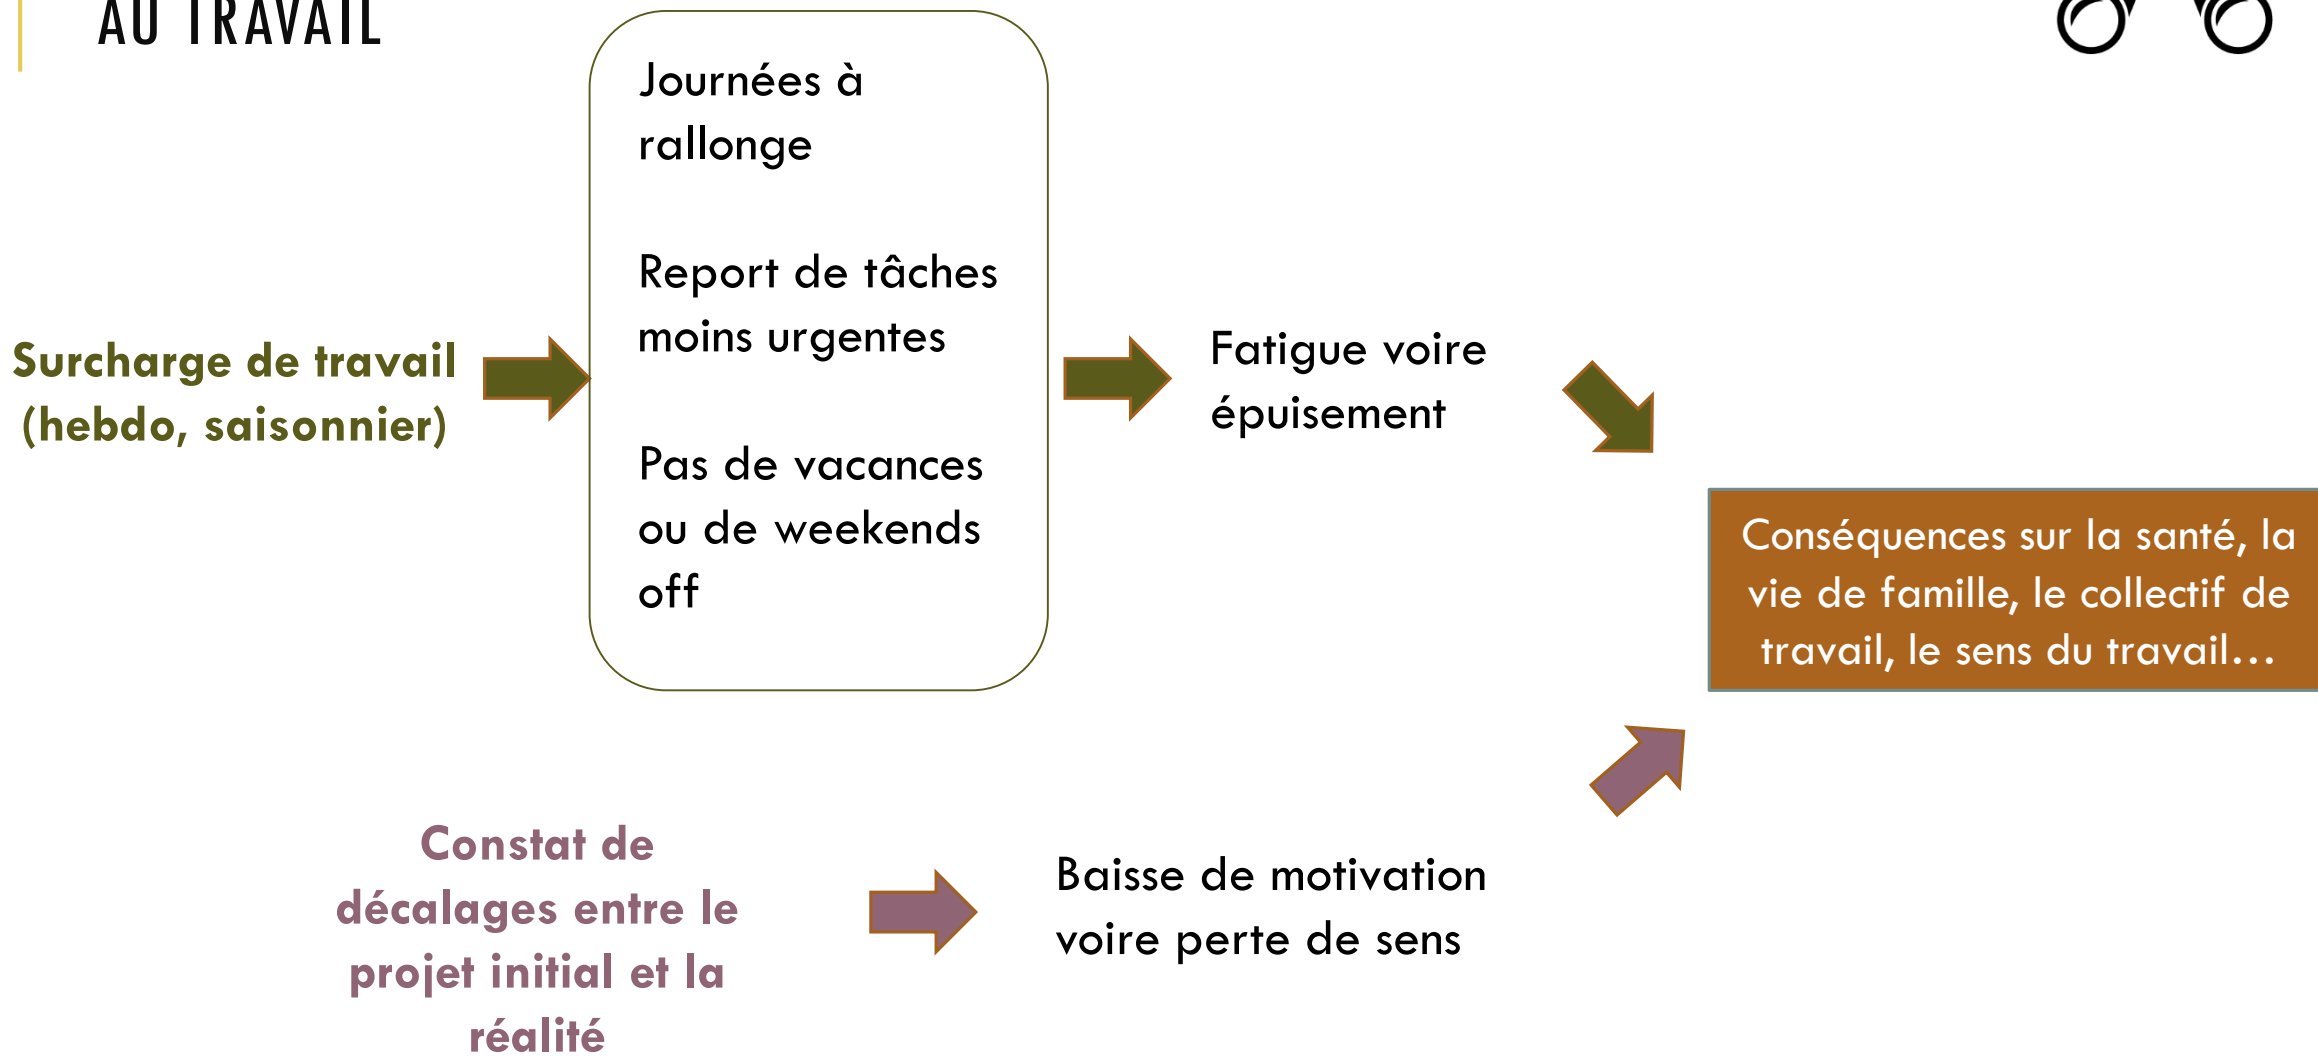 AU TRAVAIL
Journées à
rallonge
Report de tâches
moins urgentes
Pas de vacances
ou de weekends
off
Surcharge de travail
(hebdo, saisonnier)
Fatigue voire
épuisement
Conséquences sur la santé, la
vie de famille, le collectif de
travail, le sens du travail...
Constat de
décalages entre le
projet initial et la
réalité
Baisse de motivation
voire perte de sens